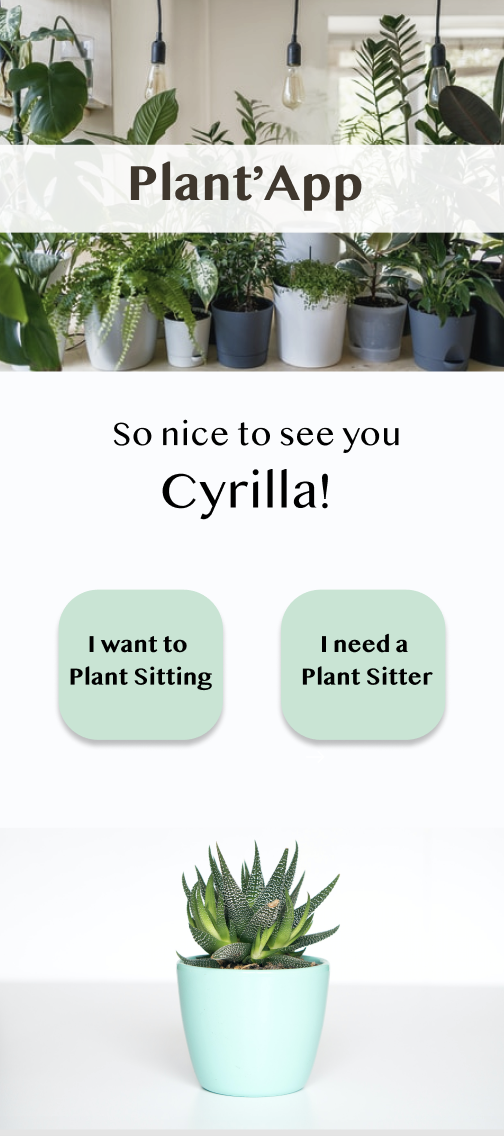 Plant’App
So nice to see you
Cyrilla!
I want to
Plant Sitting
I need a
Plant Sitter